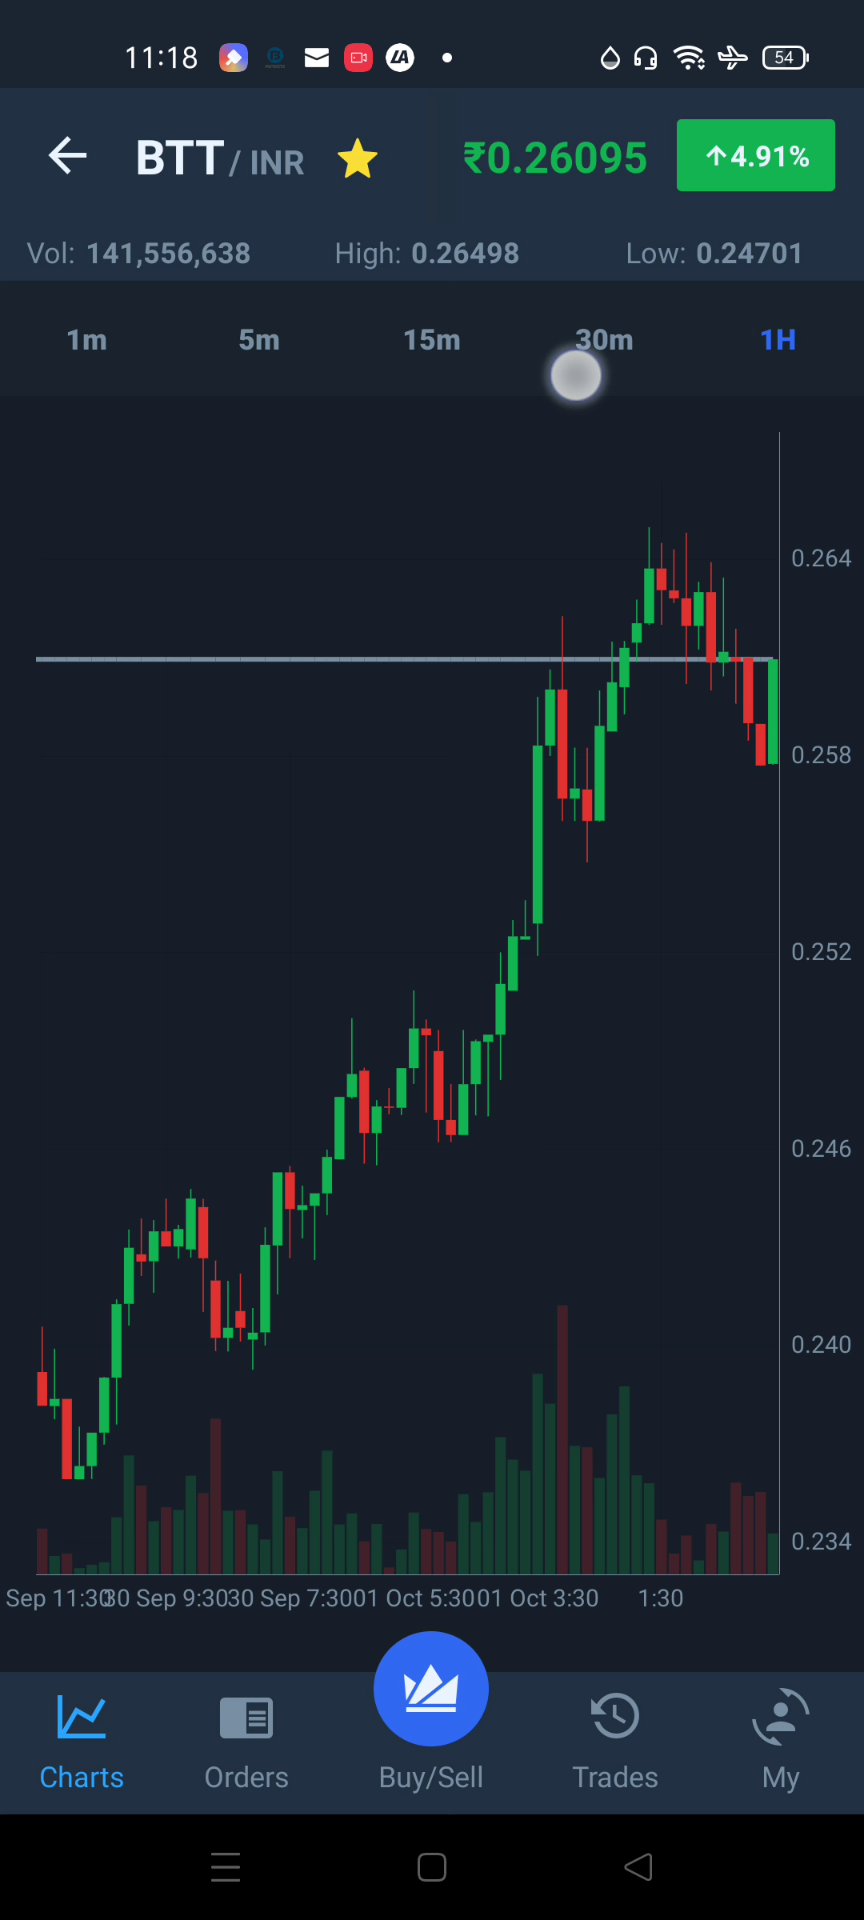 11:18 54
BTT / INR ₹0.26095 ↑4.91%
Vol: 141,556,638 High: 0.26498 Low: 0.24701
1m 5m 15m 30m 1H
0.264
0.258
0.252
0.246
0.240
0.234
Sep 11:30 30 Sep 9:30 30 Sep 7:30 01 Oct 5:30 01 Oct 3:30 1:30
Charts Orders Buy/Sell Trades My